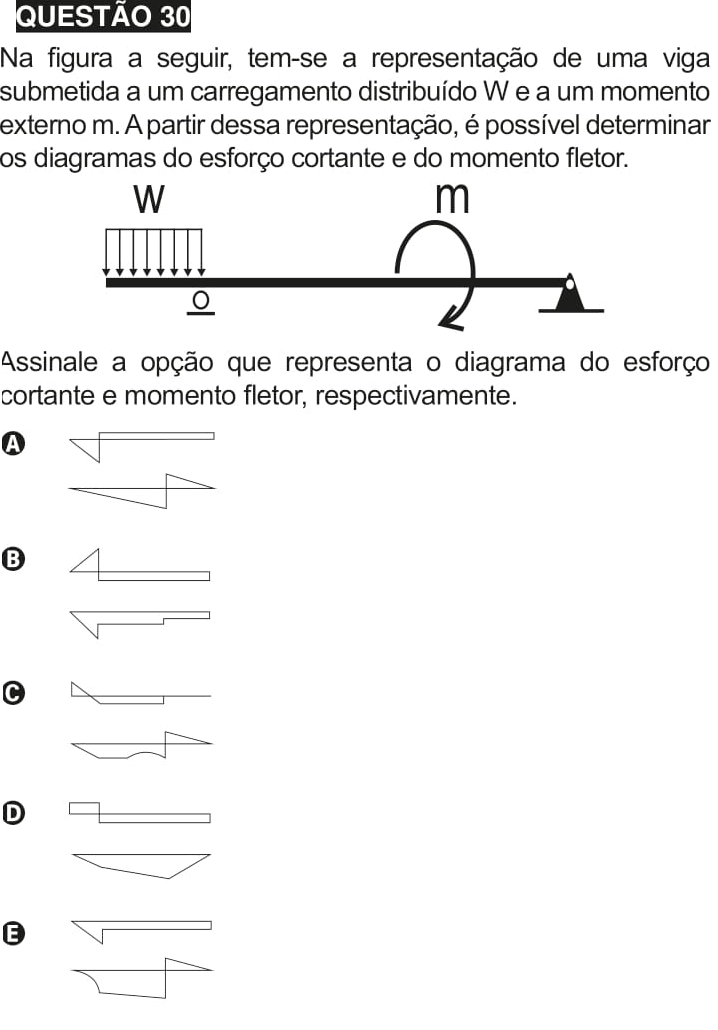 QUESTÃO 30
Na figura a seguir, tem-se a representação de uma viga
submetida a um carregamento distribuído W e a um momento
externo m. A partir dessa representação, é possível determinar
os diagramas do esforço cortante e do momento fletor.
W m
Assinale a opção que representa o diagrama do esforço
cortante e momento fletor, respectivamente.
A
B
C
D
E